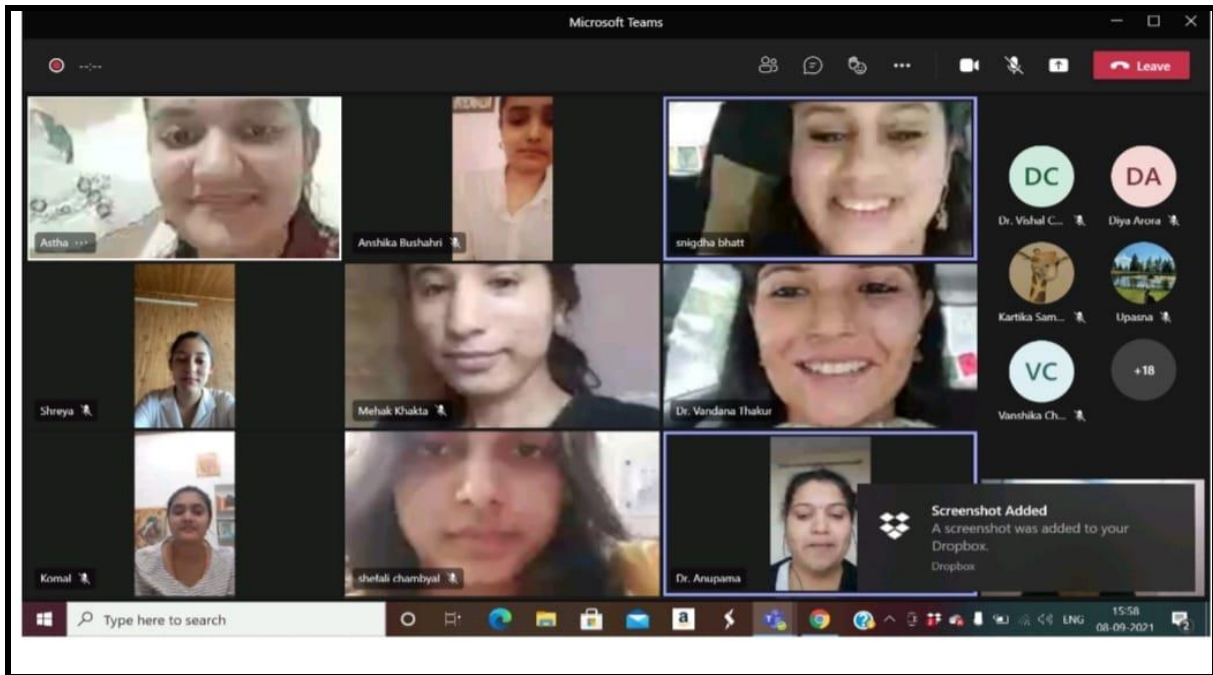 Microsoft Teams
--:--
Leave
Astha ...
Anshika Bushahri
snigdha bhatt
DC
DA
Dr. Vishal C...
Diya Arora
Kartika Sam...
Upasna
VC
+18
Vanshika Ch...
Shreya
Mehak Khakta
Dr. Vandana Thakur
Komal
shefali chambyal
Dr. Anupama
Screenshot Added
A screenshot was added to your
Dropbox.
Dropbox
Type here to search
a
ENG
15:58
08-09-2021
2